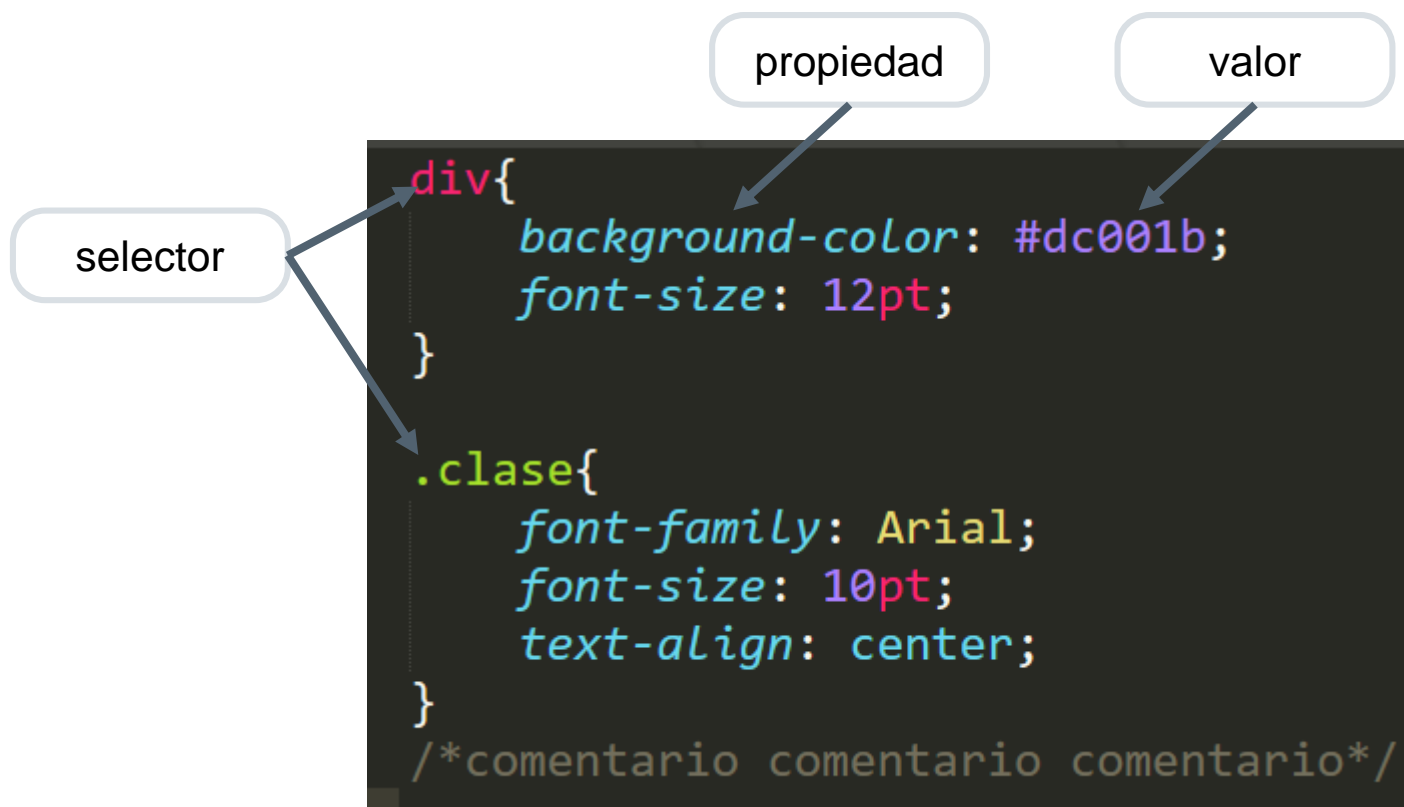 propiedad
valor
selector
div{
background-color: #dc001b;
font-size: 12pt;
}
.clase{
font-family: Arial;
font-size: 10pt;
text-align: center;
}
/*comentario comentario comentario*/